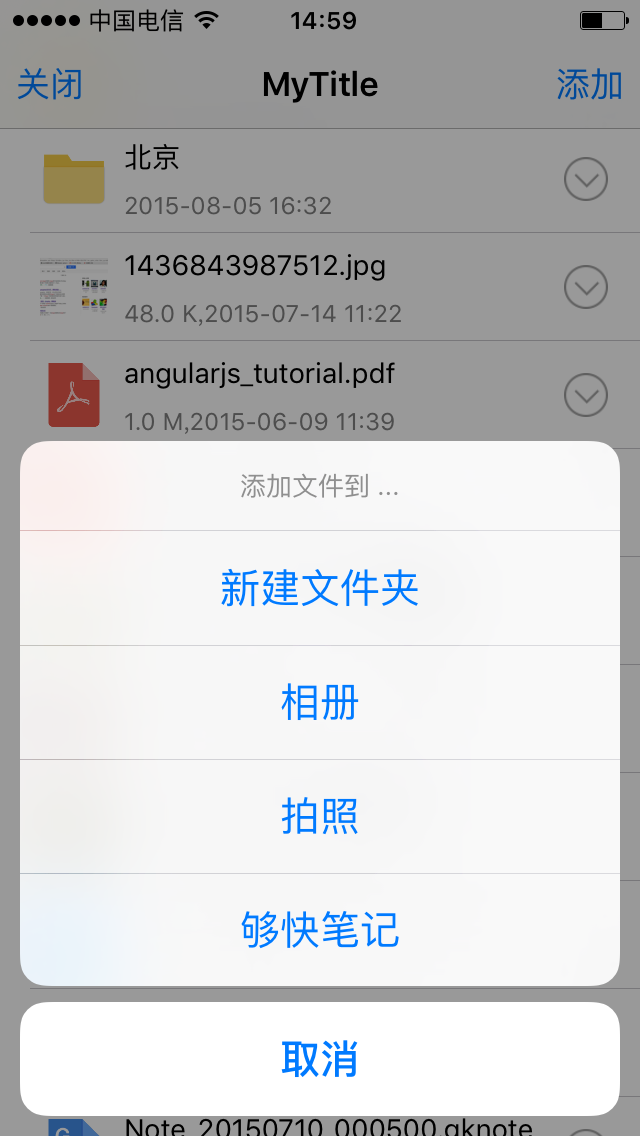 中国电信 14:59
关闭 MyTitle 添加
北京
2015-08-05 16:32
1436843987512.jpg
48.0 K,2015-07-14 11:22
angularjs_tutorial.pdf
1.0 M,2015-06-09 11:39
添加文件到 ...
新建文件夹
相册
拍照
够快笔记
取消
G
Note_20150710_000500.gknote